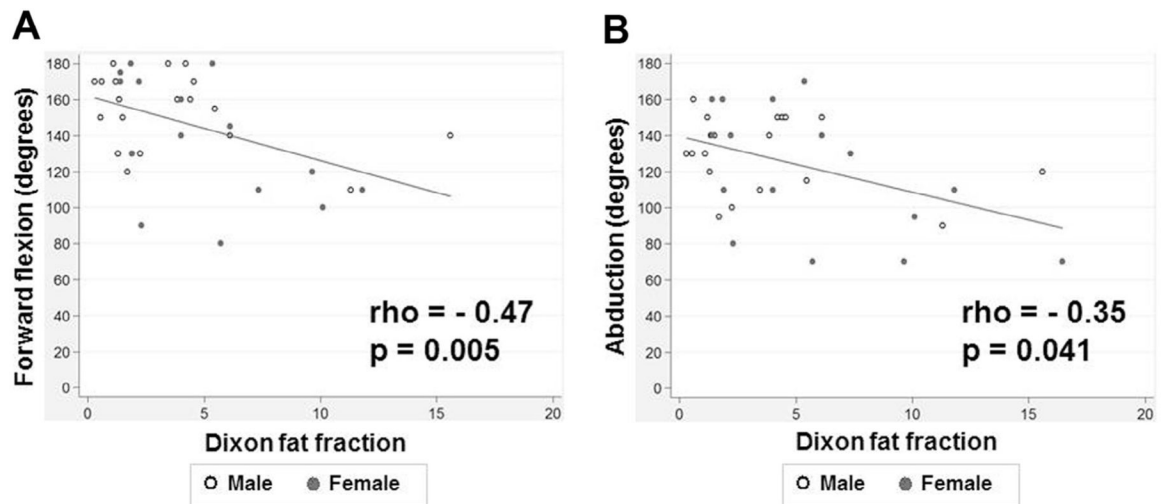 A
Forward flexion (degrees)
180
160
140
120
100
80
60
40
20
0
rho = - 0.47
p = 0.005
0 5 10 15 20
Dixon fat fraction
Male Female
B
Abduction (degrees)
180
160
140
120
100
80
60
40
20
0
rho = - 0.35
p = 0.041
0 5 10 15 20
Dixon fat fraction
Male Female